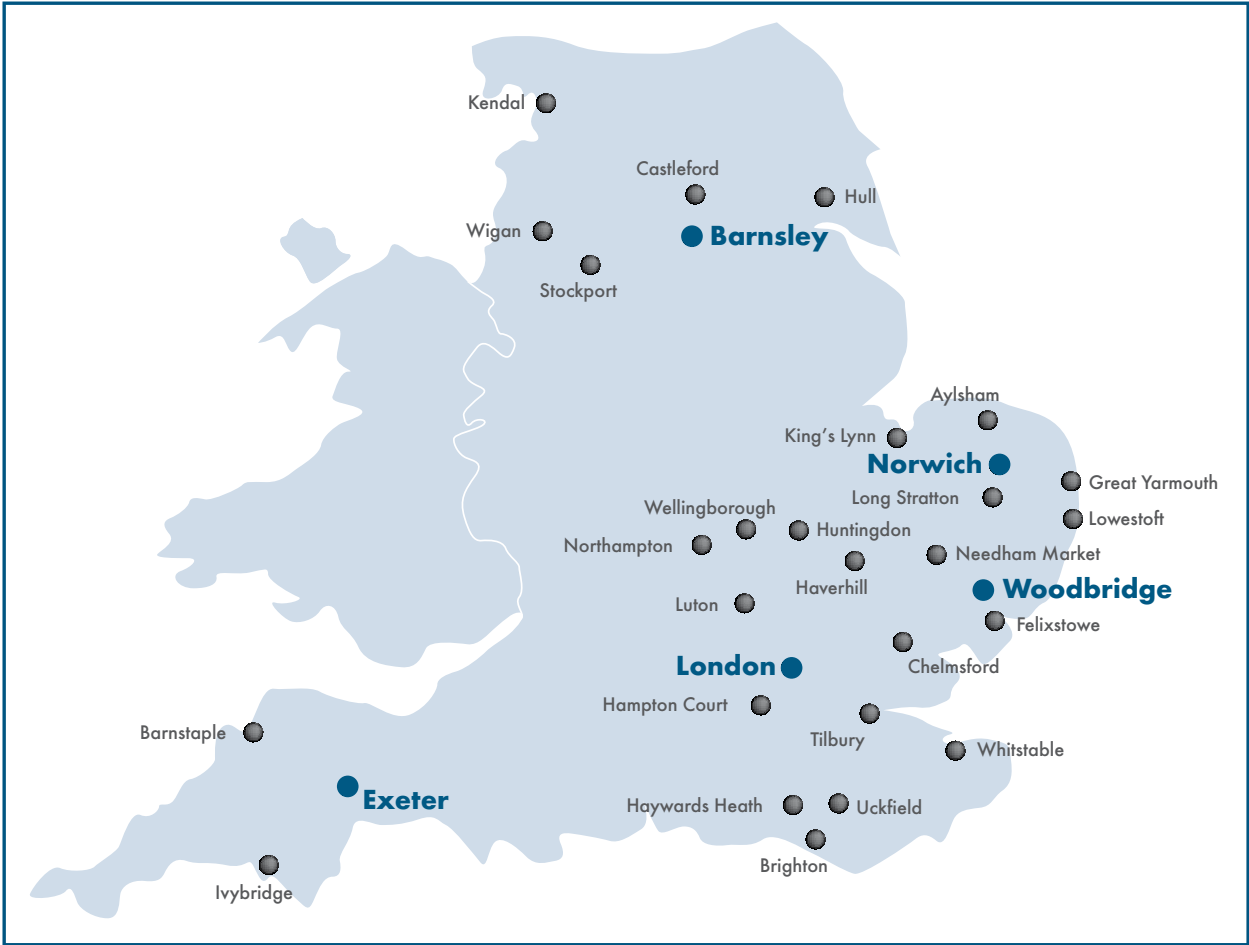 Kendal
Castleford
Hull
Wigan
Barnsley
Stockport
Aylsham
King's Lynn
Norwich
Great Yarmouth
Long Stratton
Wellingborough
Lowestoft
Huntingdon
Northampton
Needham Market
Haverhill
Woodbridge
Luton
Felixstowe
Chelmsford
London
Hampton Court
Barnstaple
Tilbury
Whitstable
Exeter
Haywards Heath
Uckfield
Brighton
Ivybridge